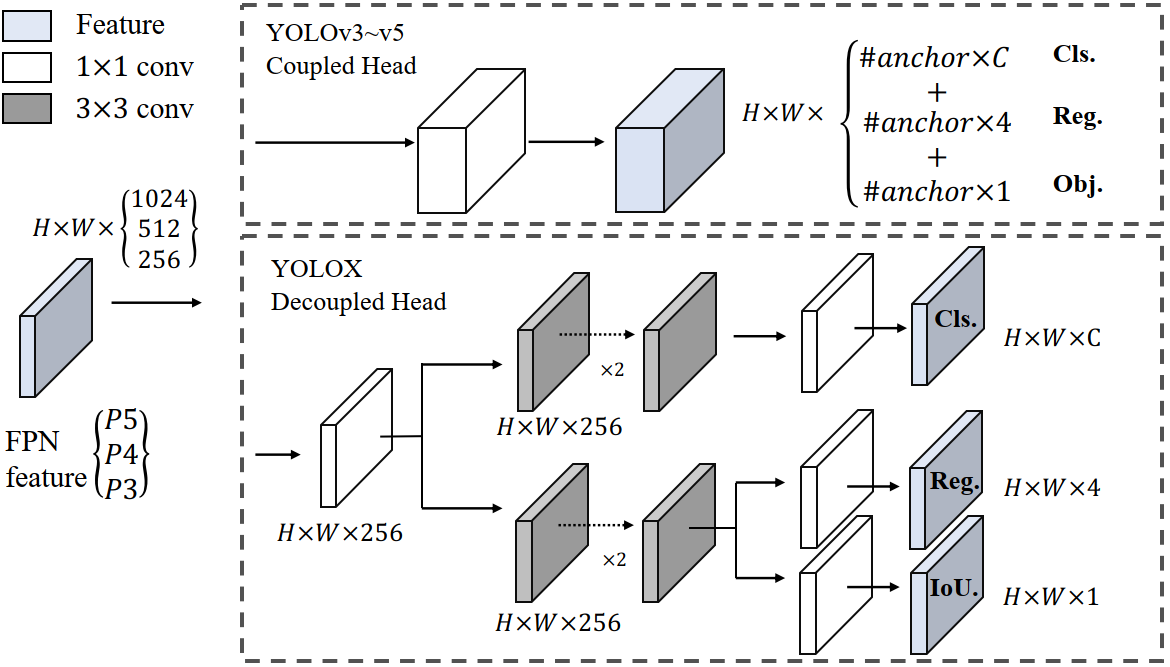 Feature
1×1 conv
3×3 conv
H×W×
1024
512
256
FPN
feature
P5
P4
P3
YOLOv3~v5
Coupled Head
H×W×
#anchor×C Cls.
+
#anchor×4 Reg.
+
#anchor×1 Obj.
YOLOX
Decoupled Head
H×W×256
×2
H×W×256
Cls.
H×W×C
×2
H×W×256
Reg.
H×W×4
IoU.
H×W×1